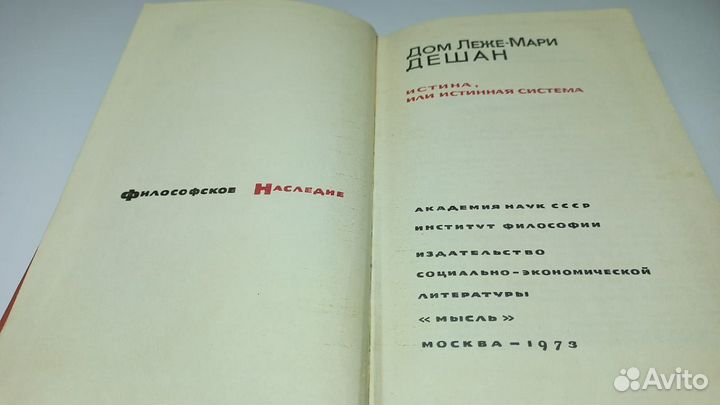 Философское Наследие
Дом Леже-Мари
ДЕШАН
ИСТИНА,
ИЛИ ИСТИННАЯ СИСТЕМА
АКАДЕМИЯ НАУК СССР
ИНСТИТУТ ФИЛОСОФИИ
ИЗДАТЕЛЬСТВО
СОЦИАЛЬНО-ЭКОНОМИЧЕСКОЙ
ЛИТЕРАТУРЫ
«МЫСЛЬ»
МОСКВА – 1973
Avito